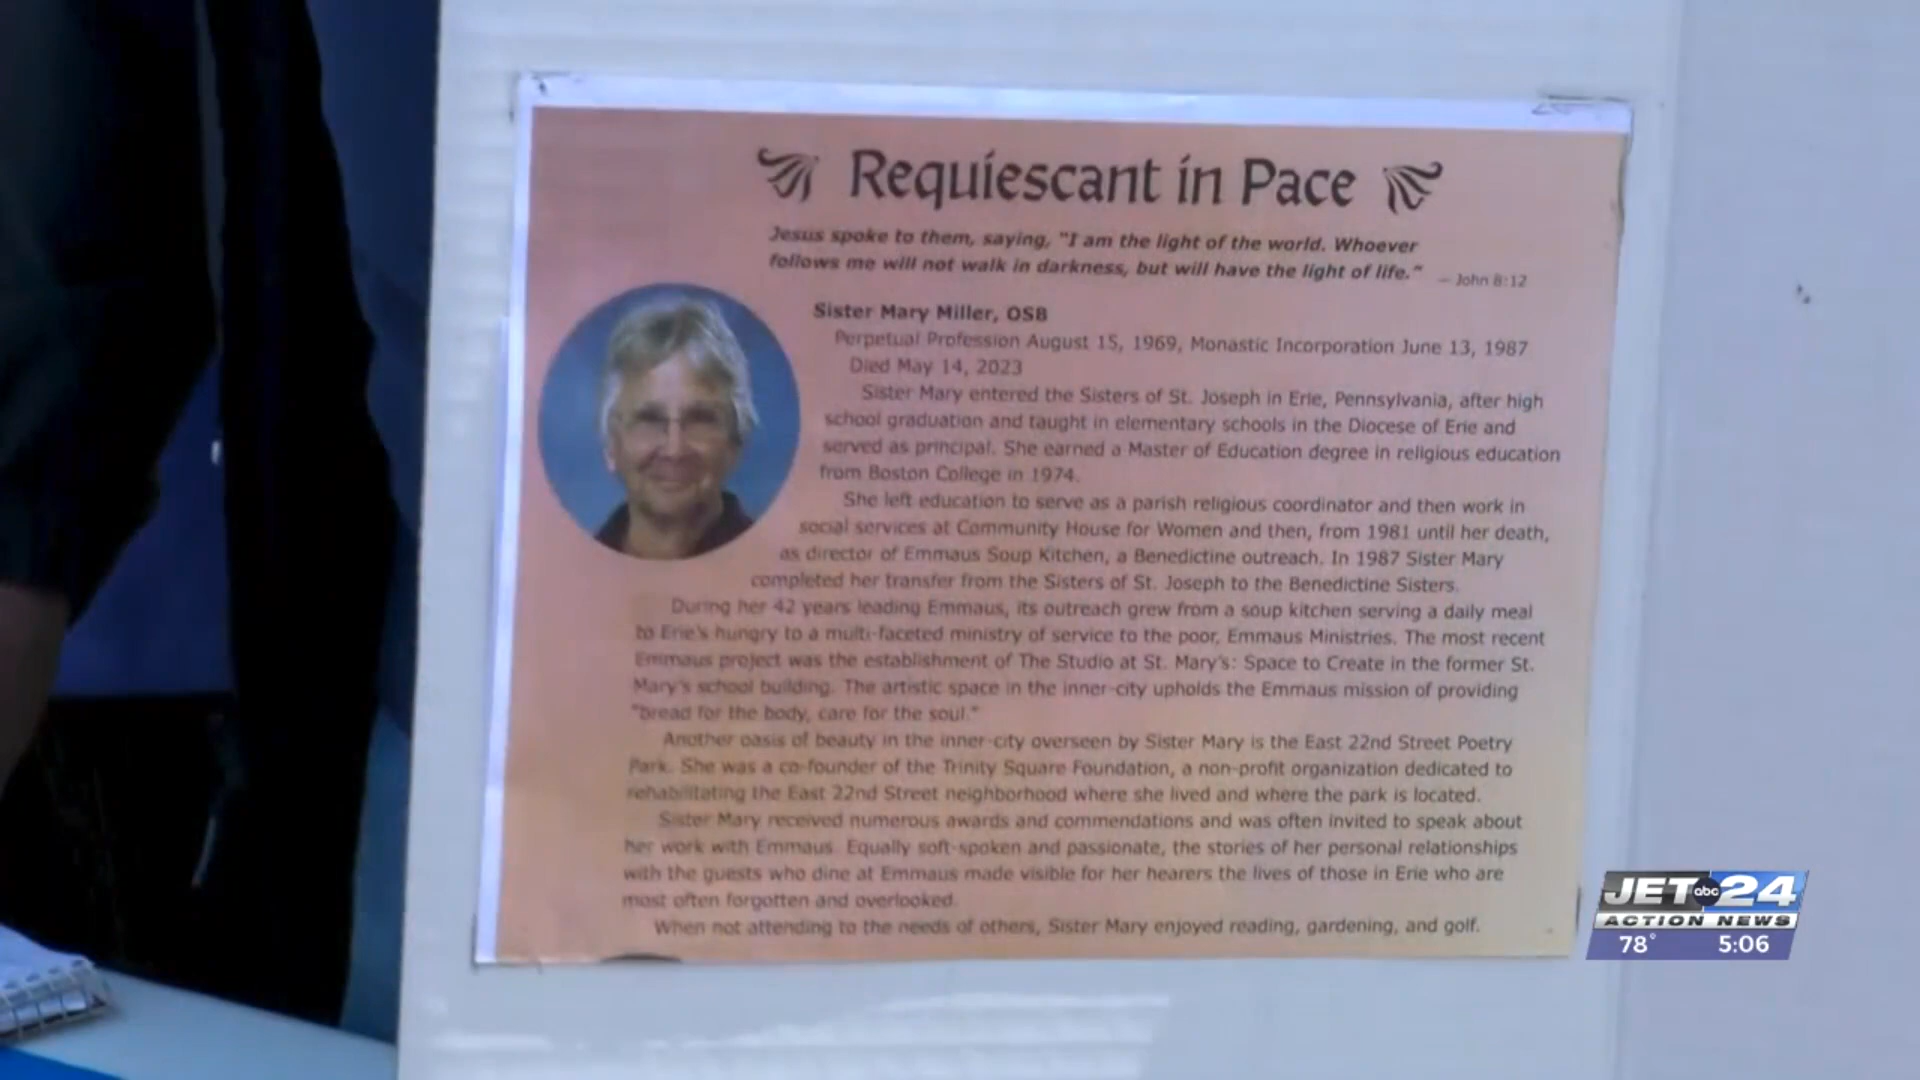 Requiescant in Pace
Jesus spoke to them, saying, "I am the light of the world. Whoever
follows me will not walk in darkness, but will have the light of life."
— John 8:12
Sister Mary Miller, OSB
Perpetual Profession August 15, 1969, Monastic Incorporation June 13, 1987
Died May 14, 2023
Sister Mary entered the Sisters of St. Joseph in Erie, Pennsylvania, after high
school graduation and taught in elementary schools in the Diocese of Erie and
served as principal. She earned a Master of Education degree in religious education
from Boston College in 1974.
She left education to serve as a parish religious coordinator and then work in
social services at Community House for Women and then, from 1981 until her death,
as director of Emmaus Soup Kitchen, a Benedictine outreach. In 1987 Sister Mary
completed her transfer from the Sisters of St. Joseph to the Benedictine Sisters.
During her 42 years leading Emmaus, its outreach grew from a soup kitchen serving a daily meal
to Erie's hungry to a multi-faceted ministry of service to the poor, Emmaus Ministries. The most recent
Emmaus project was the establishment of The Studio at St. Mary's: Space to Create in the former St.
Mary's school building. The artistic space in the inner-city upholds the Emmaus mission of providing
"bread for the body, care for the soul."
Another oasis of beauty in the inner-city overseen by Sister Mary is the East 22nd Street Poetry
Park. She was a co-founder of the Trinity Square Foundation, a non-profit organization dedicated to
rehabilitating the East 22nd Street neighborhood where she lived and where the park is located.
Sister Mary received numerous awards and commendations and was often invited to speak about
her work with Emmaus. Equally soft-spoken and passionate, the stories of her personal relationships
with the guests who dine at Emmaus made visible for her hearers the lives of those in Erie who are
most often forgotten and overlooked.
When not attending to the needs of others, Sister Mary enjoyed reading, gardening, and golf.
JET abc 24
ACTION NEWS
78° 5:06